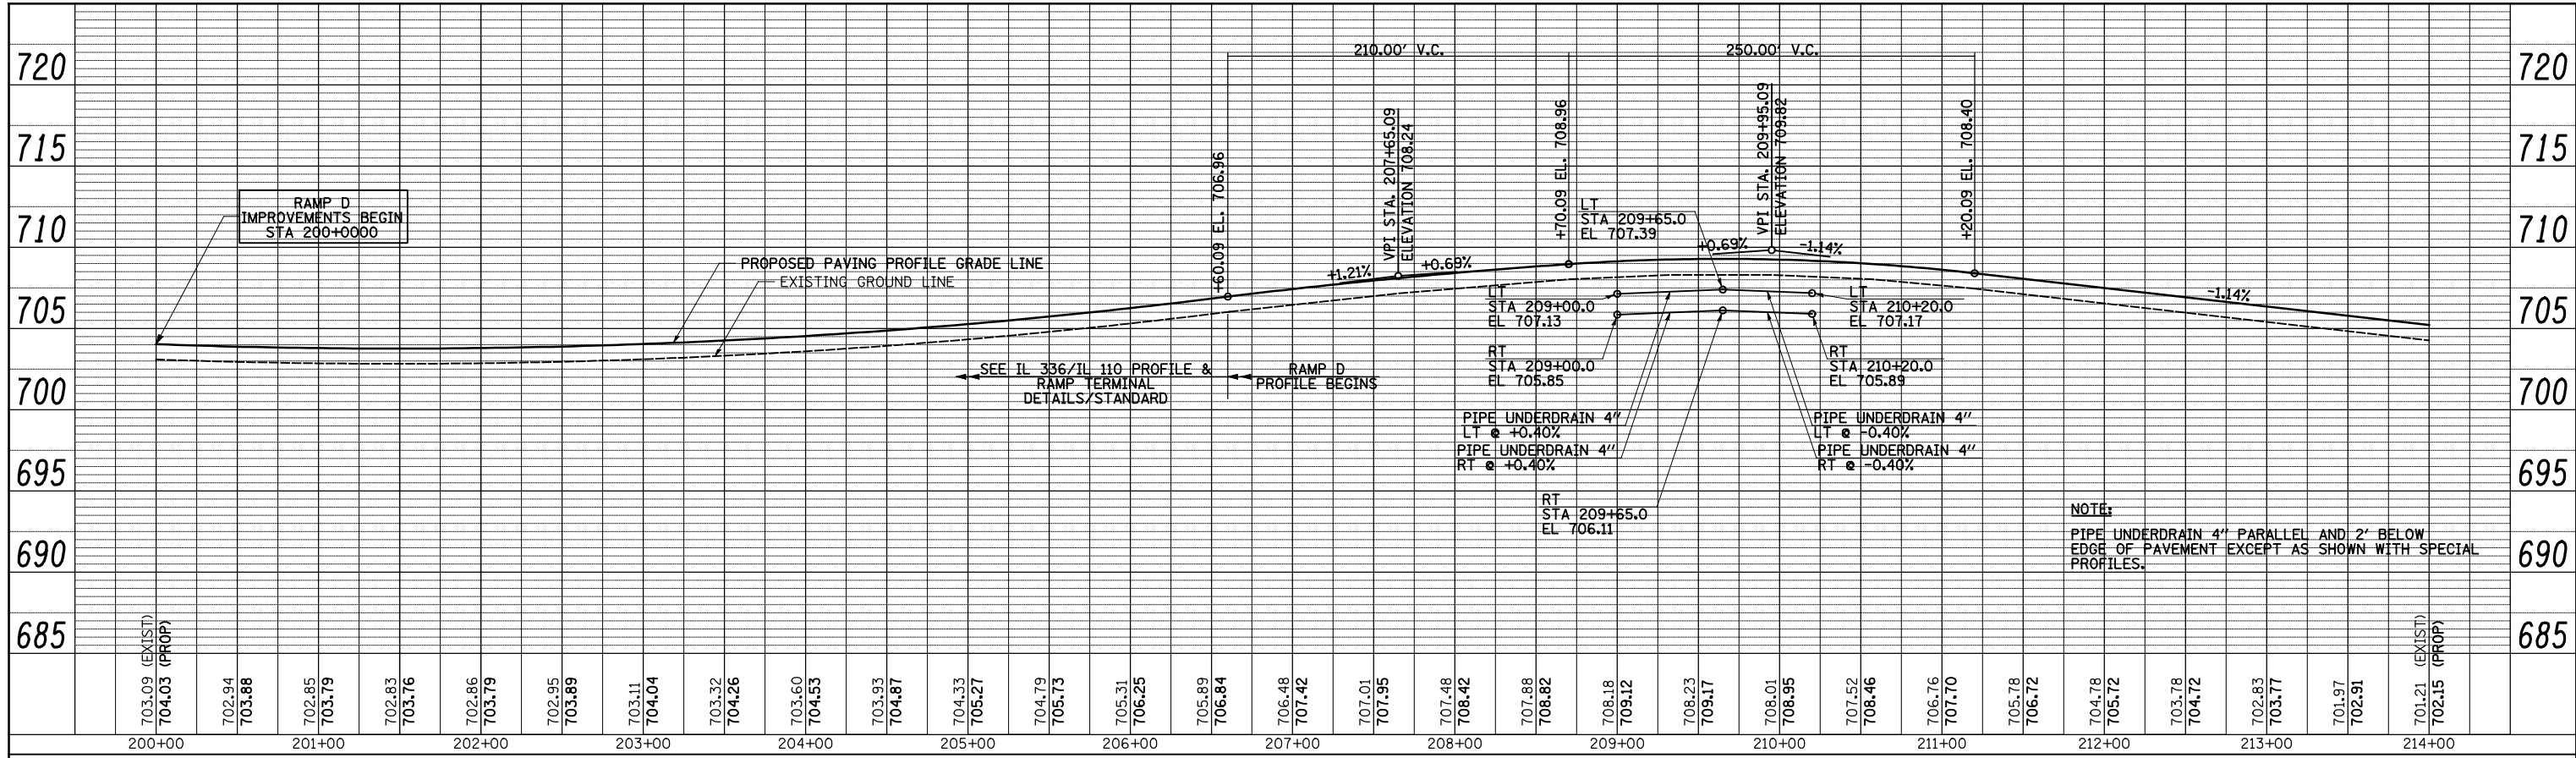 210.00' V.C.
250.00' V.C.
720
720
715
715
710
710
705
705
700
700
695
695
690
690
685
685
+60.09 EL. 706.96
VPI STA. 207+65.09
ELEVATION 708.24
+70.09 EL. 708.96
VPI STA. 209+95.09
ELEVATION 709.82
+20.09 EL. 708.40
RAMP D
IMPROVEMENTS BEGIN
STA 200+0000
PROPOSED PAVING PROFILE GRADE LINE
EXISTING GROUND LINE
+1.21%
+0.69%
+0.69%
-1.14%
-1.14%
LT
STA 209+65.0
EL 707.39
LT
STA 209+00.0
EL 707.13
LT
STA 210+20.0
EL 707.17
RT
STA 209+00.0
EL 705.85
RT
STA 210+20.0
EL 705.89
SEE IL 336/IL 110 PROFILE &
RAMP TERMINAL
DETAILS/STANDARD
RAMP D
PROFILE BEGINS
PIPE UNDERDRAIN 4"
LT @ +0.40%
PIPE UNDERDRAIN 4"
RT @ +0.40%
PIPE UNDERDRAIN 4"
LT @ -0.40%
PIPE UNDERDRAIN 4"
RT @ -0.40%
RT
STA 209+65.0
EL 706.11
NOTE:
PIPE UNDERDRAIN 4" PARALLEL AND 2' BELOW
EDGE OF PAVEMENT EXCEPT AS SHOWN WITH SPECIAL
PROFILES.
703.09 (EXIST)
704.03 (PROP)
702.94
703.88
702.85
703.79
702.83
703.76
702.86
703.79
702.95
703.89
703.11
704.04
703.32
704.26
703.60
704.53
703.93
704.87
704.33
705.27
704.79
705.73
705.31
706.25
705.89
706.84
706.48
707.42
707.01
707.95
707.48
708.42
707.88
708.82
708.18
709.12
708.23
709.17
708.01
708.95
707.52
708.46
706.76
707.70
705.78
706.72
704.78
705.72
703.78
704.72
702.83
703.77
701.97
702.91
701.21 (EXIST)
702.15 (PROP)
200+00
201+00
202+00
203+00
204+00
205+00
206+00
207+00
208+00
209+00
210+00
211+00
212+00
213+00
214+00